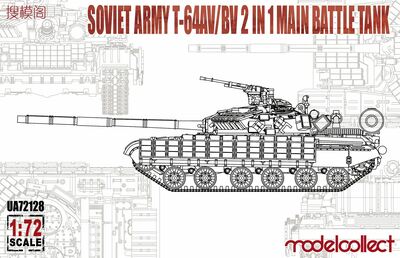 搜模阁
SOVIET ARMY T-64AV/BV 2 IN 1 MAIN BATTLE TANK
UA72128
1:72
SCALE
modelcollect